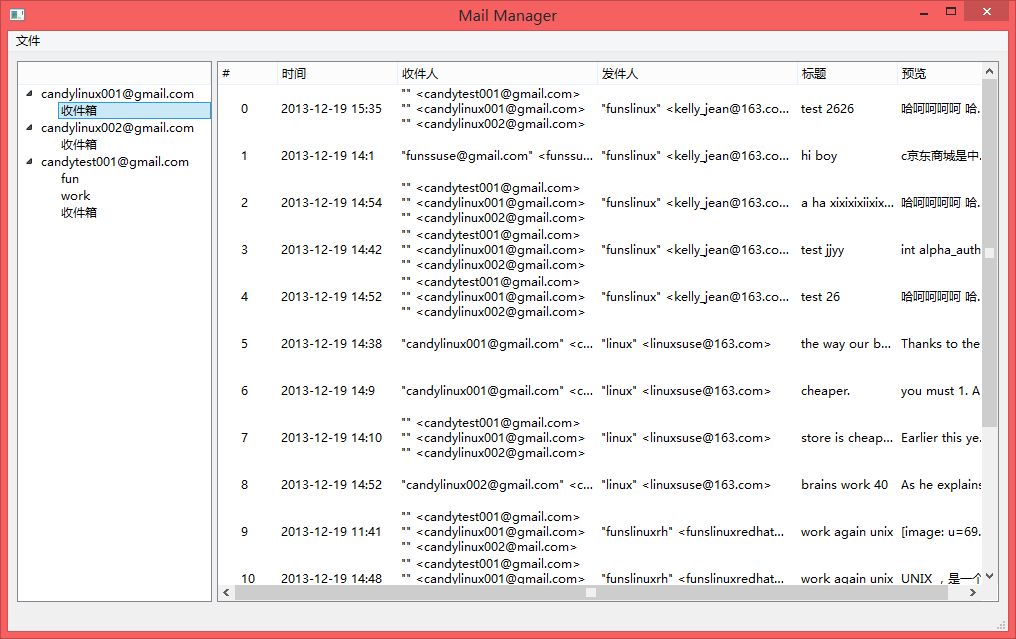 Mail Manager
文件
candylinux001@gmail.com
收件箱
candylinux002@gmail.com
收件箱
candytest001@gmail.com
fun
work
收件箱
# 时间 收件人 发件人 标题 预览
"" <candytest001@gmail.com>
0 2013-12-19 15:35 "" <candylinux001@gmail.com> "funslinux" <kelly_jean@163.co... test 2626 哈呵呵呵呵 哈.
"" <candylinux002@gmail.com>
1 2013-12-19 14:1 "funssuse@gmail.com" <funssu... "funslinux" <kelly_jean@163.co... hi boy c京东商城是中.
"" <candytest001@gmail.com>
2 2013-12-19 14:54 "" <candylinux001@gmail.com> "funslinux" <kelly_jean@163.co... a ha xixixixiixix... 哈呵呵呵呵 哈.
"" <candylinux002@gmail.com>
"" <candytest001@gmail.com>
3 2013-12-19 14:42 "" <candylinux001@gmail.com> "funslinux" <kelly_jean@163.co... test jjyy int alpha_auth
"" <candylinux002@gmail.com>
"" <candytest001@gmail.com>
4 2013-12-19 14:52 "" <candylinux001@gmail.com> "funslinux" <kelly_jean@163.co... test 26 哈呵呵呵呵 哈.
"" <candylinux002@gmail.com>
5 2013-12-19 14:38 "candylinux001@gmail.com" <c... "linux" <linuxsuse@163.com> the way our b... Thanks to the
6 2013-12-19 14:9 "candylinux001@gmail.com" <c... "linux" <linuxsuse@163.com> cheaper. you must 1. A
"" <candytest001@gmail.com>
7 2013-12-19 14:10 "" <candylinux001@gmail.com> "linux" <linuxsuse@163.com> store is cheap... Earlier this ye.
"" <candylinux002@gmail.com>
8 2013-12-19 14:52 "candylinux002@gmail.com" <c... "linux" <linuxsuse@163.com> brains work 40 As he explains
"" <candytest001@gmail.com>
9 2013-12-19 11:41 "" <candylinux001@gmail.com> "funslinuxrh" <funslinuxredhat... work again unix [image: u=69.
"" <candylinux002@mail.com>
"" <candytest001@gmail.com>
10 2013-12-19 14:48 "" <candylinux001@gmail.com> "funslinuxrh" <funslinuxredhat... work again unix UNIX ，是一个